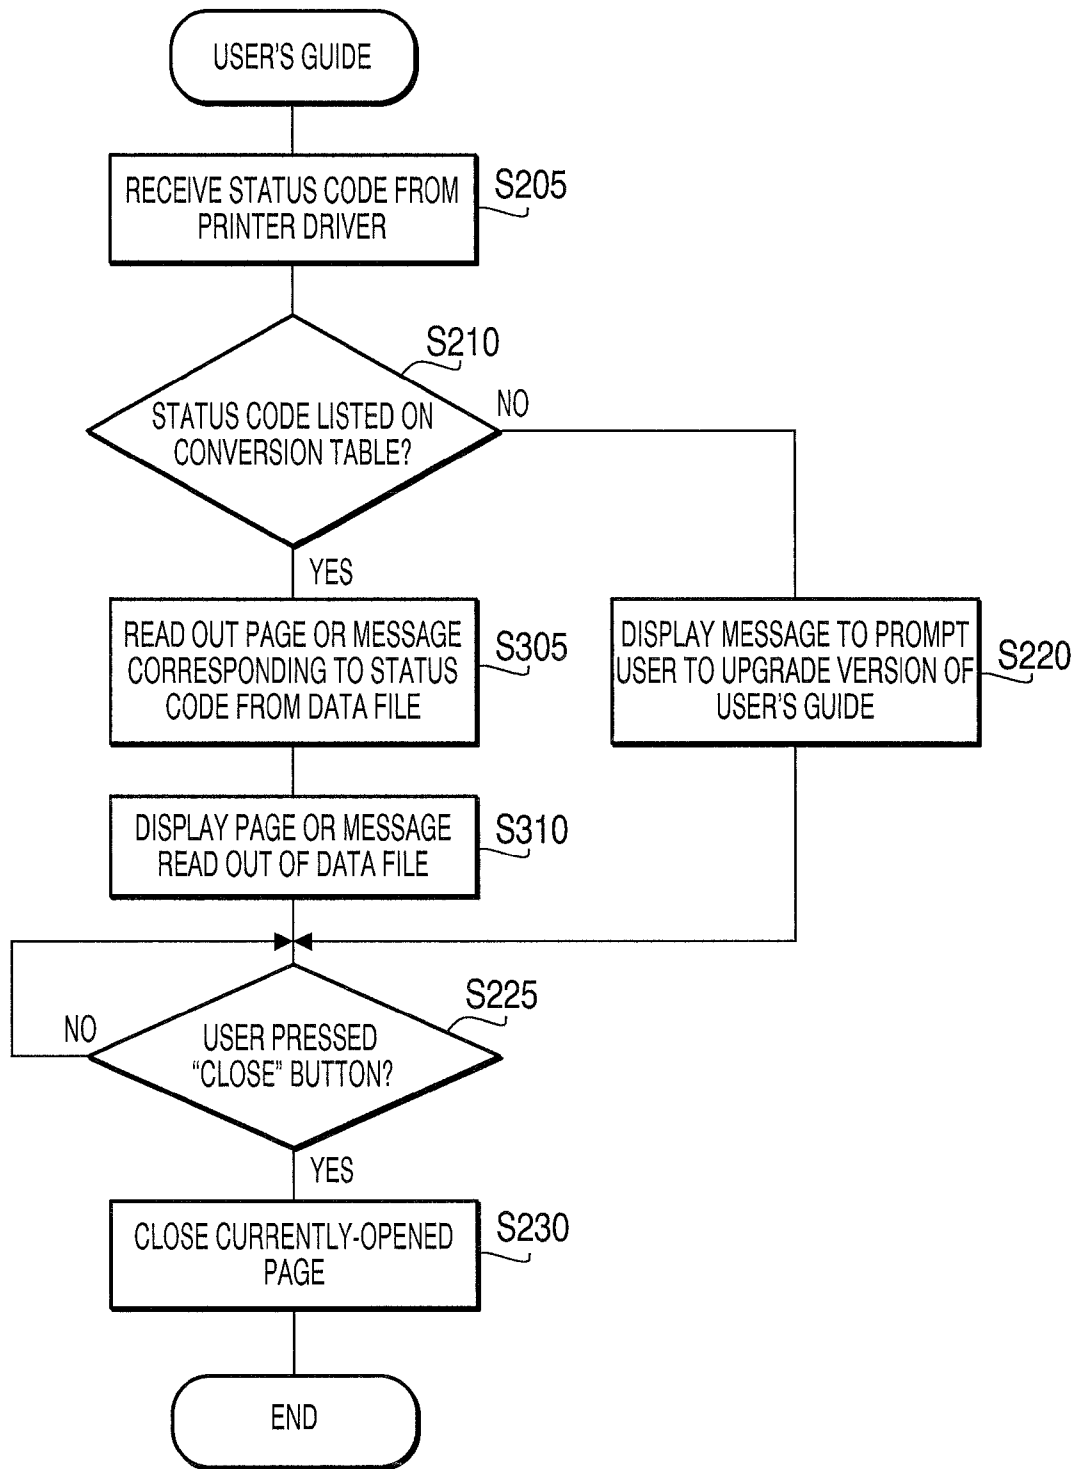 USER'S GUIDE
RECEIVE STATUS CODE FROM
PRINTER DRIVER
S205
S210
STATUS CODE LISTED ON
CONVERSION TABLE?
NO
YES
READ OUT PAGE OR MESSAGE
CORRESPONDING TO STATUS
CODE FROM DATA FILE
S305
DISPLAY MESSAGE TO PROMPT
USER TO UPGRADE VERSION OF
USER'S GUIDE
S220
DISPLAY PAGE OR MESSAGE
READ OUT OF DATA FILE
S310
S225
USER PRESSED
“CLOSE” BUTTON?
NO
YES
CLOSE CURRENTLY-OPENED
PAGE
S230
END